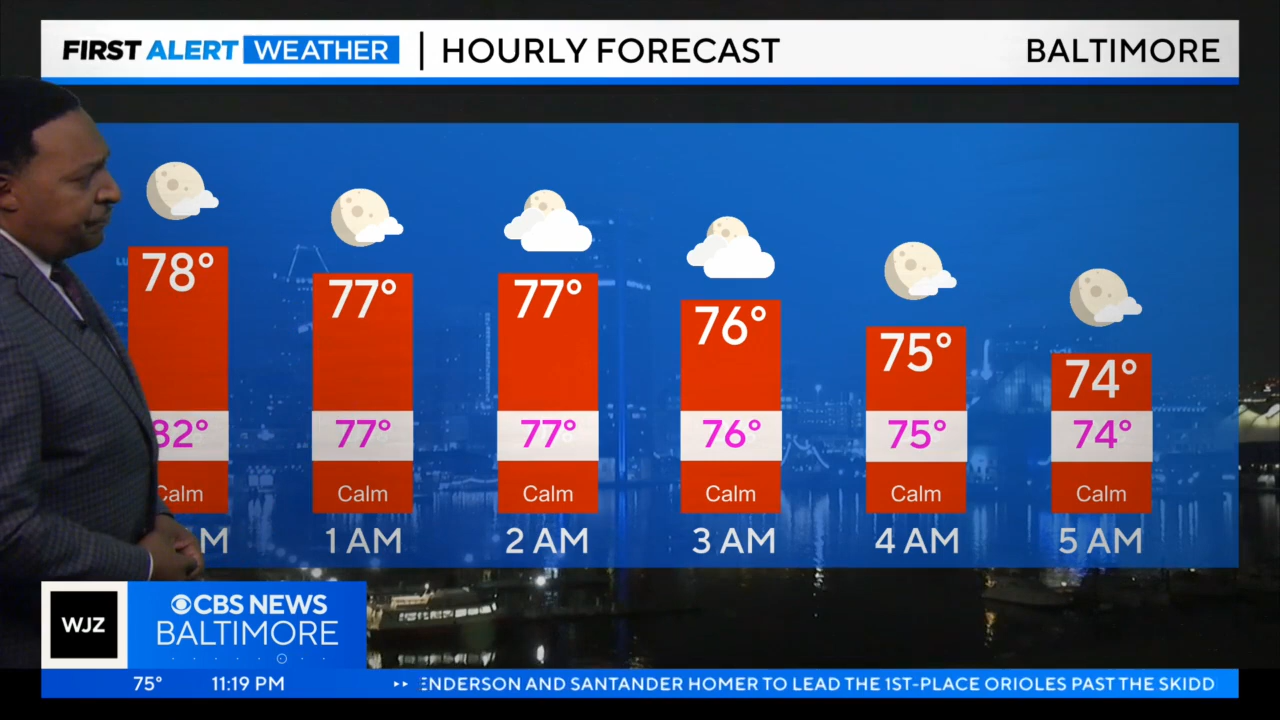 FIRST ALERT WEATHER | HOURLY FORECAST BALTIMORE
78° 77° 77° 76° 75° 74°
82° 77° 77° 76° 75° 74°
Calm Calm Calm Calm Calm Calm
M 1 AM 2 AM 3 AM 4 AM 5 AM
WJZ CBS NEWS
BALTIMORE
75° 11:19 PM ENDERSON AND SANTANDER HOMER TO LEAD THE 1ST-PLACE ORIOLES PAST THE SKIDD